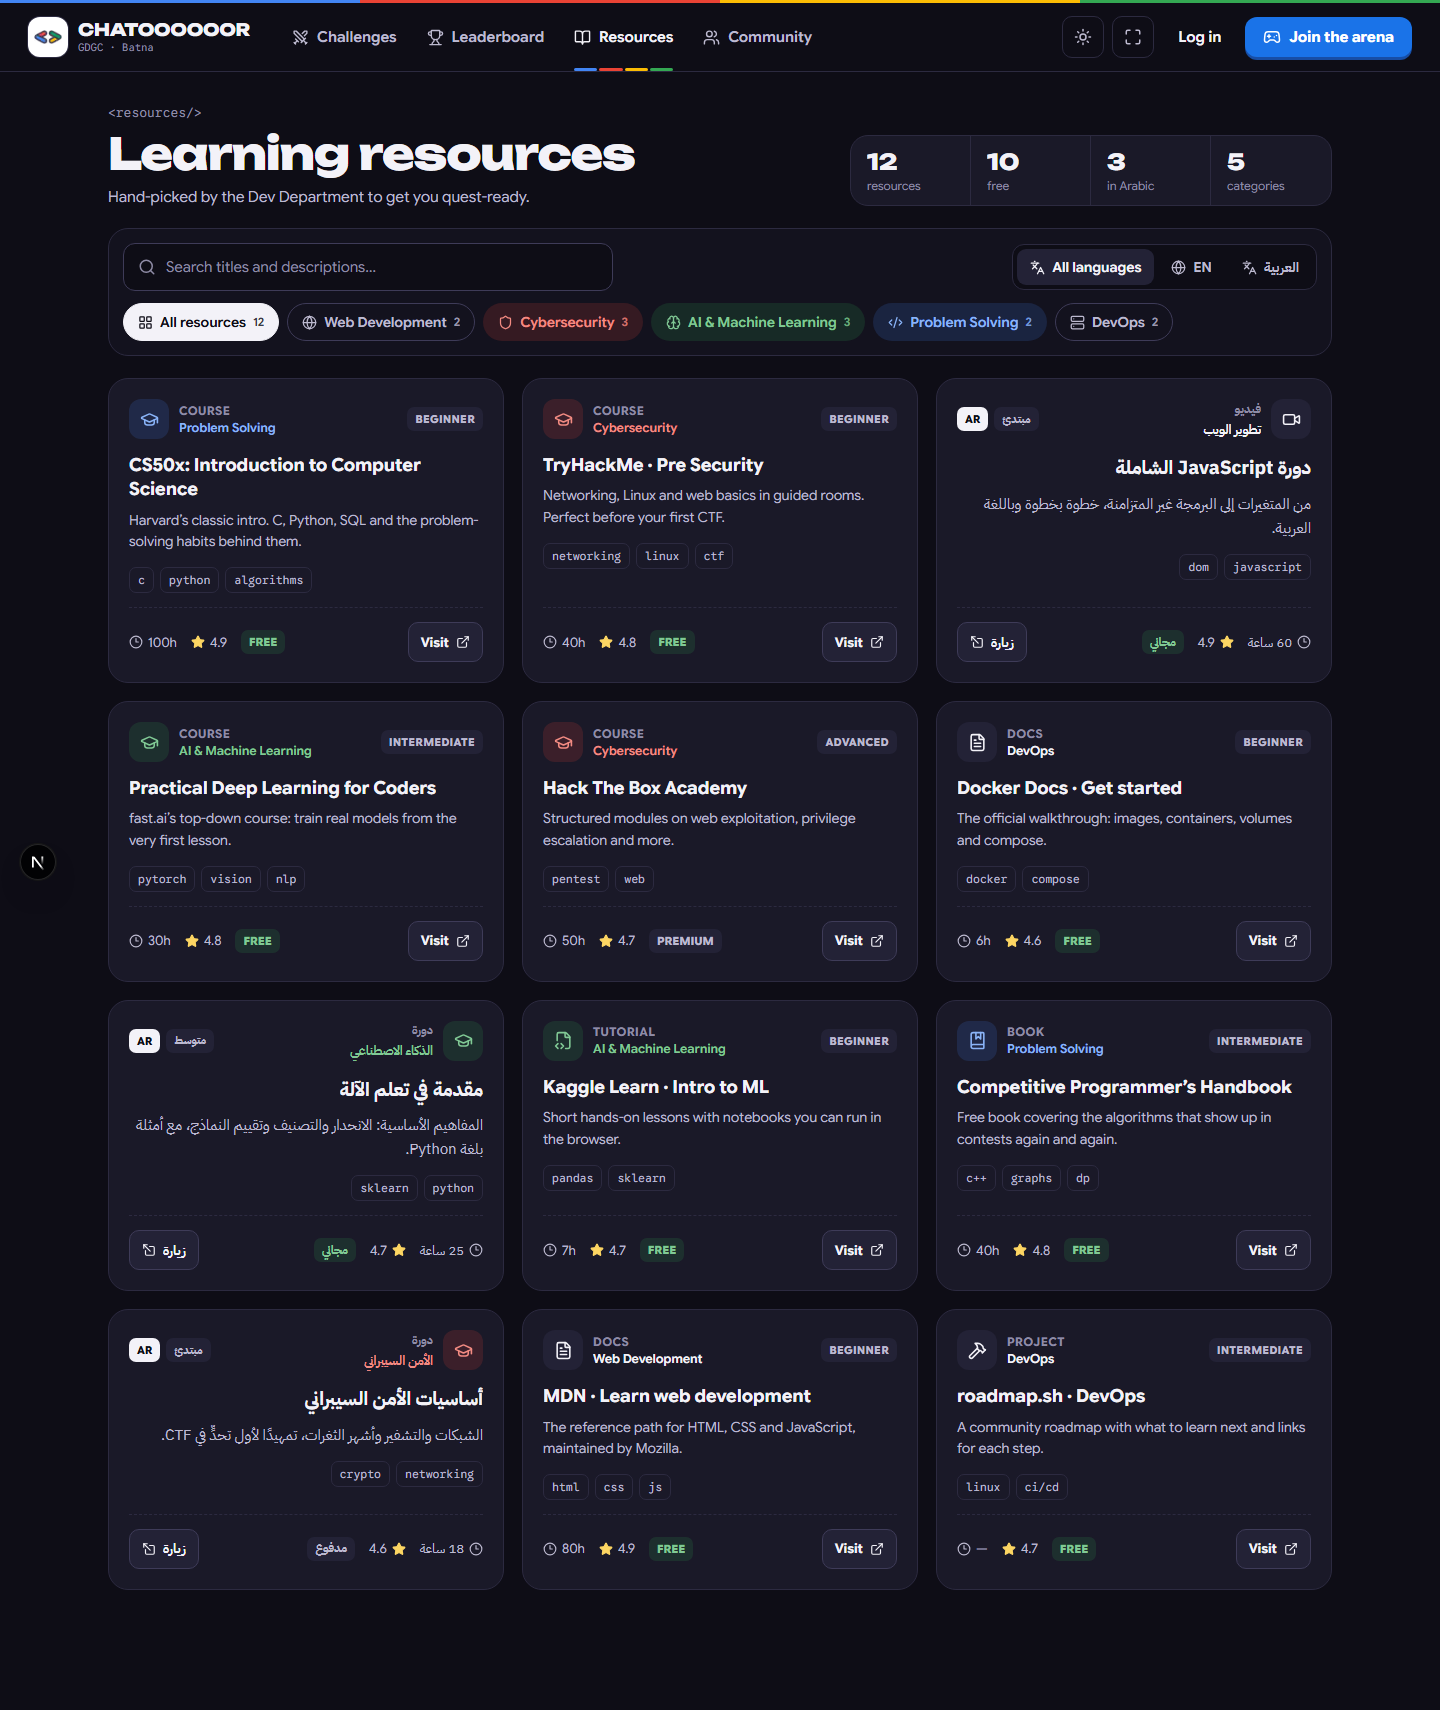 CHATOOOOOOR
GDGC · Batna
Challenges
Leaderboard
Resources
Community
Log in
Join the arena
<resources/>
Learning resources
Hand-picked by the Dev Department to get you quest-ready.
12
resources
10
free
3
in Arabic
5
categories
Search titles and descriptions...
All languages
EN
العربية
All resources 12
Web Development 2
Cybersecurity 3
AI & Machine Learning 3
Problem Solving 2
DevOps 2
COURSE
Problem Solving
BEGINNER
CS50x: Introduction to Computer
Science
Harvard’s classic intro. C, Python, SQL and the problem-
solving habits behind them.
c
python
algorithms
100h
4.9
FREE
Visit
COURSE
Cybersecurity
BEGINNER
TryHackMe · Pre Security
Networking, Linux and web basics in guided rooms.
Perfect before your first CTF.
networking
linux
ctf
40h
4.8
FREE
Visit
فيديو
تطوير الويب
مبتدئ
AR
دورة JavaScript الشاملة
من المتغيرات إلى البرمجة غير المتزامنة، خطوة بخطوة وباللغة
العربية.
javascript
dom
60 ساعة
4.9
مجاني
زيارة
COURSE
AI & Machine Learning
INTERMEDIATE
Practical Deep Learning for Coders
fast.ai’s top-down course: train real models from the
very first lesson.
pytorch
vision
nlp
30h
4.8
FREE
Visit
COURSE
Cybersecurity
ADVANCED
Hack The Box Academy
Structured modules on web exploitation, privilege
escalation and more.
pentest
web
50h
4.7
PREMIUM
Visit
DOCS
DevOps
BEGINNER
Docker Docs · Get started
The official walkthrough: images, containers, volumes
and compose.
docker
compose
6h
4.6
FREE
Visit
دورة
الذكاء الاصطناعي
متوسط
AR
مقدمة في تعلم الآلة
المفاهيم الأساسية: الانحدار والتصنيف وتقييم النماذج، مع أمثلة
بلغة Python.
python
sklearn
25 ساعة
4.7
مجاني
زيارة
TUTORIAL
AI & Machine Learning
BEGINNER
Kaggle Learn · Intro to ML
Short hands-on lessons with notebooks you can run in
the browser.
pandas
sklearn
7h
4.7
FREE
Visit
BOOK
Problem Solving
INTERMEDIATE
Competitive Programmer’s Handbook
Free book covering the algorithms that show up in
contests again and again.
c++
graphs
dp
40h
4.8
FREE
Visit
دورة
الأمن السيبراني
مبتدئ
AR
أساسيات الأمن السيبراني
الشبكات والتشفير وأشهر الثغرات، تمهيدًا لأول تحدٍّ في CTF.
networking
crypto
18 ساعة
4.6
مدفوع
زيارة
DOCS
Web Development
BEGINNER
MDN · Learn web development
The reference path for HTML, CSS and JavaScript,
maintained by Mozilla.
html
css
js
80h
4.9
FREE
Visit
PROJECT
DevOps
INTERMEDIATE
roadmap.sh · DevOps
A community roadmap with what to learn next and links
for each step.
linux
ci/cd
—
4.7
FREE
Visit
N